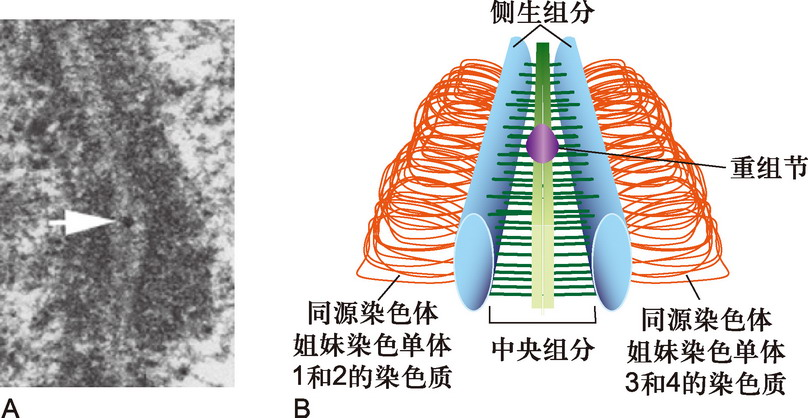 侧生组分
重组节
同源染色体
姐妹染色单体
1和2的染色质
中央组分
同源染色体
姐妹染色单体
3和4的染色质
A
B